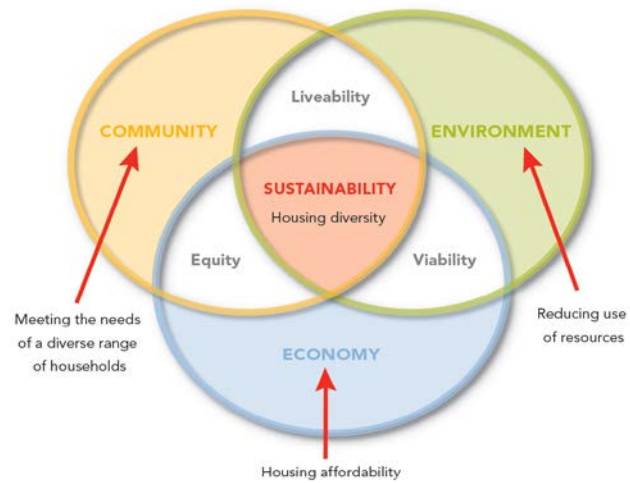 Liveability
COMMUNITY
ENVIRONMENT
SUSTAINABILITY
Housing diversity
Equity
Viability
Meeting the needs
of a diverse range
of households
Reducing use
of resources
ECONOMY
Housing affordability